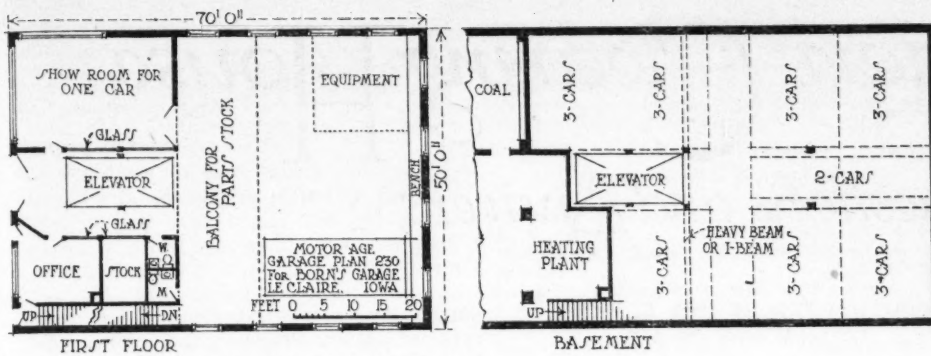 70' 0"
SHOW ROOM FOR
ONE CAR
GLASS
ELEVATOR
GLASS
OFFICE
STOCK
W.
M
UP
DN
BALCONY FOR
PARTS STOCK
EQUIPMENT
BENCH
50' 0"
MOTOR AGE
GARAGE PLAN 230
FOR BORN'S GARAGE
LE CLAIRE, IOWA
FEET 0 5 10 15 20
FIRST FLOOR
COAL
3-CARS
3-CARS
3-CARS
3-CARS
ELEVATOR
2-CARS
HEATING
PLANT
3-CARS
HEAVY BEAM
OR I-BEAM
3-CARS
3-CARS
UP
BASEMENT